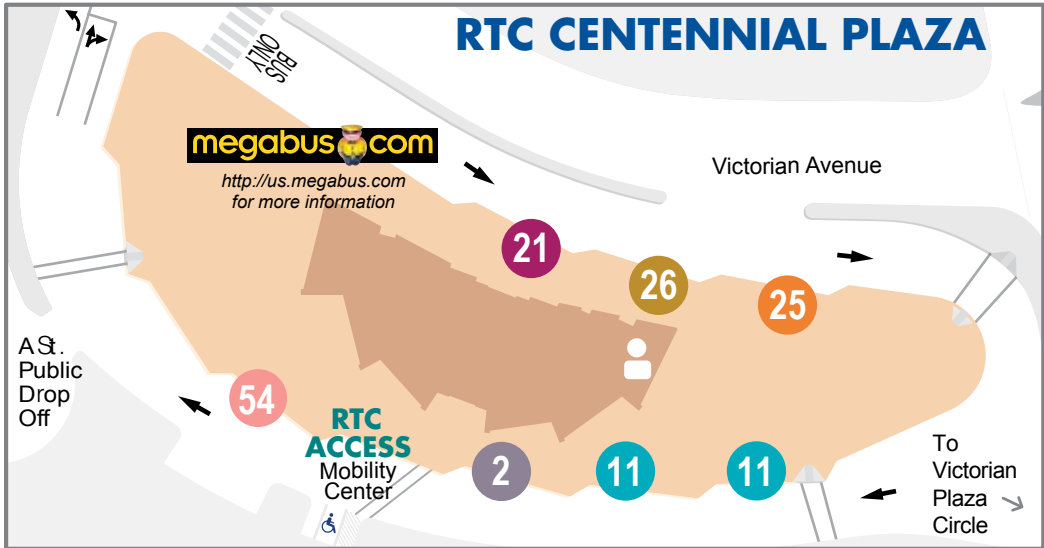 RTC CENTENNIAL PLAZA
BUS
ONLY
megabus com
http://us.megabus.com
for more information
Victorian Avenue
21
26
25
A St.
Public
Drop
Off
54
RTC
ACCESS
Mobility
Center
2
11
11
To
Victorian
Plaza
Circle